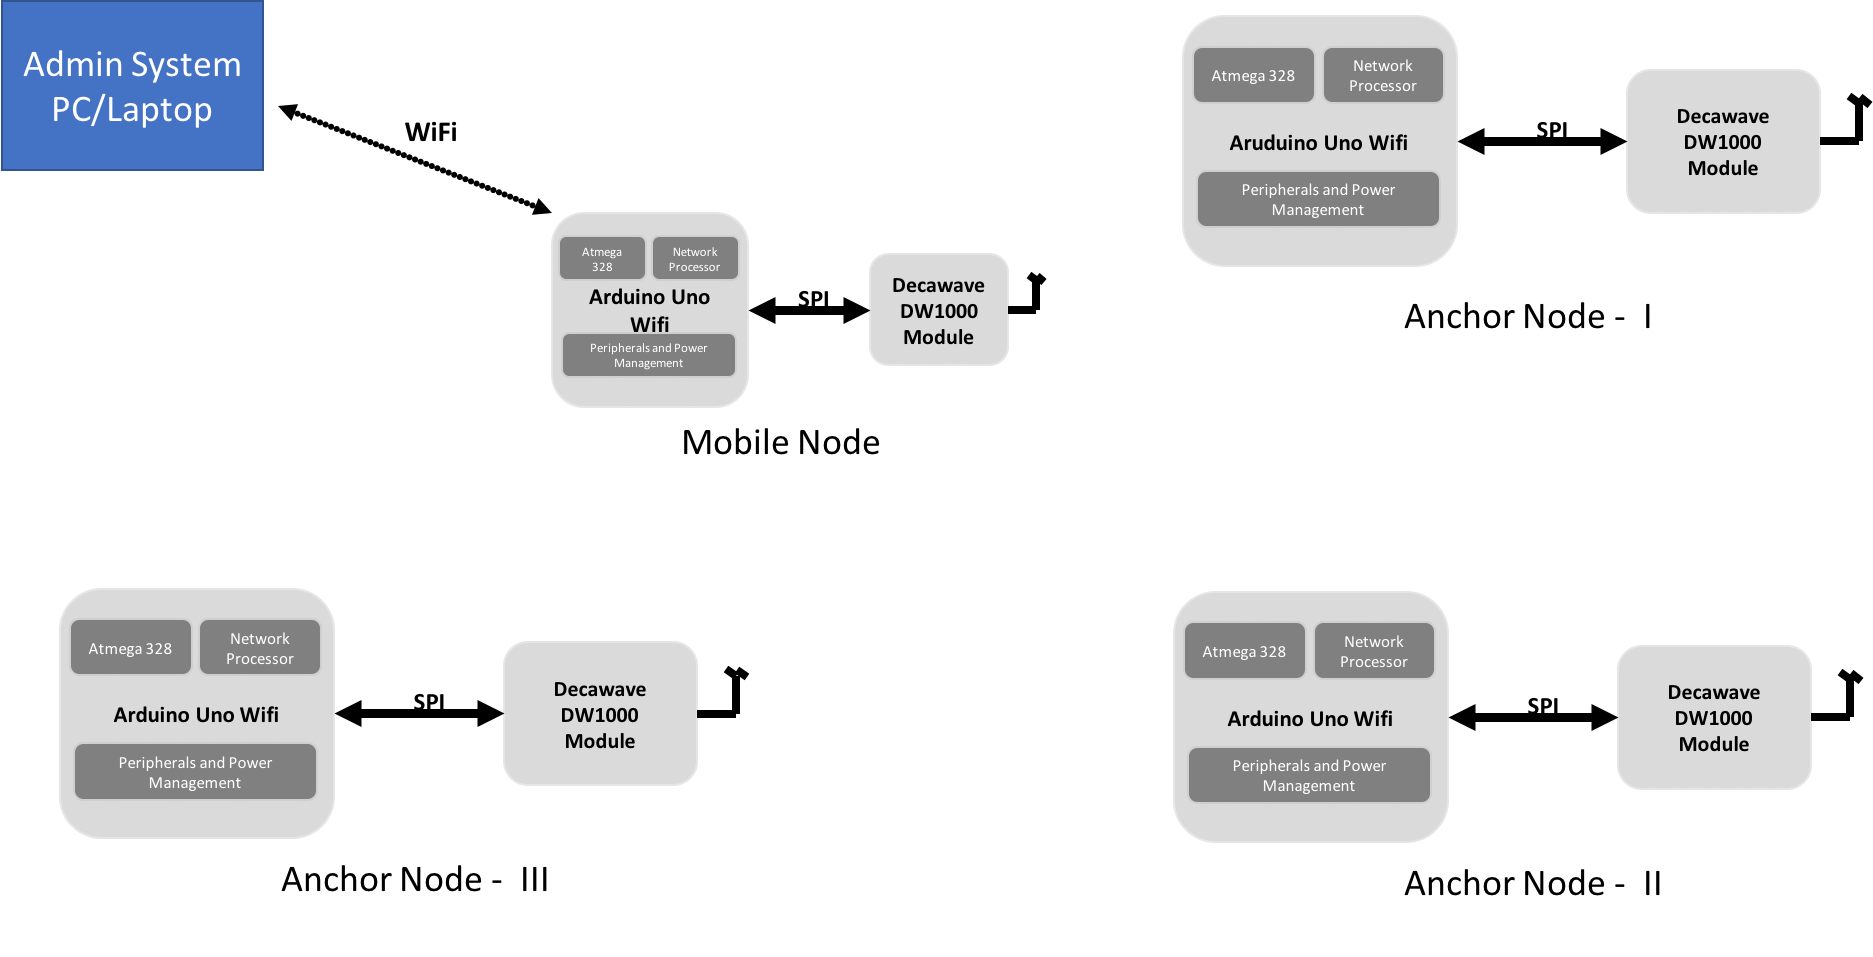 Admin System
PC/Laptop
WiFi
Atmega
328
Network
Processor
Arduino Uno
Wifi
Peripherals and Power
Management
SPI
Decawave
DW1000
Module
Mobile Node
Atmega 328
Network
Processor
Aruduino Uno Wifi
Peripherals and Power
Management
SPI
Decawave
DW1000
Module
Anchor Node - I
Atmega 328
Network
Processor
Arduino Uno Wifi
Peripherals and Power
Management
SPI
Decawave
DW1000
Module
Anchor Node - III
Atmega 328
Network
Processor
Arduino Uno Wifi
Peripherals and Power
Management
SPI
Decawave
DW1000
Module
Anchor Node - II